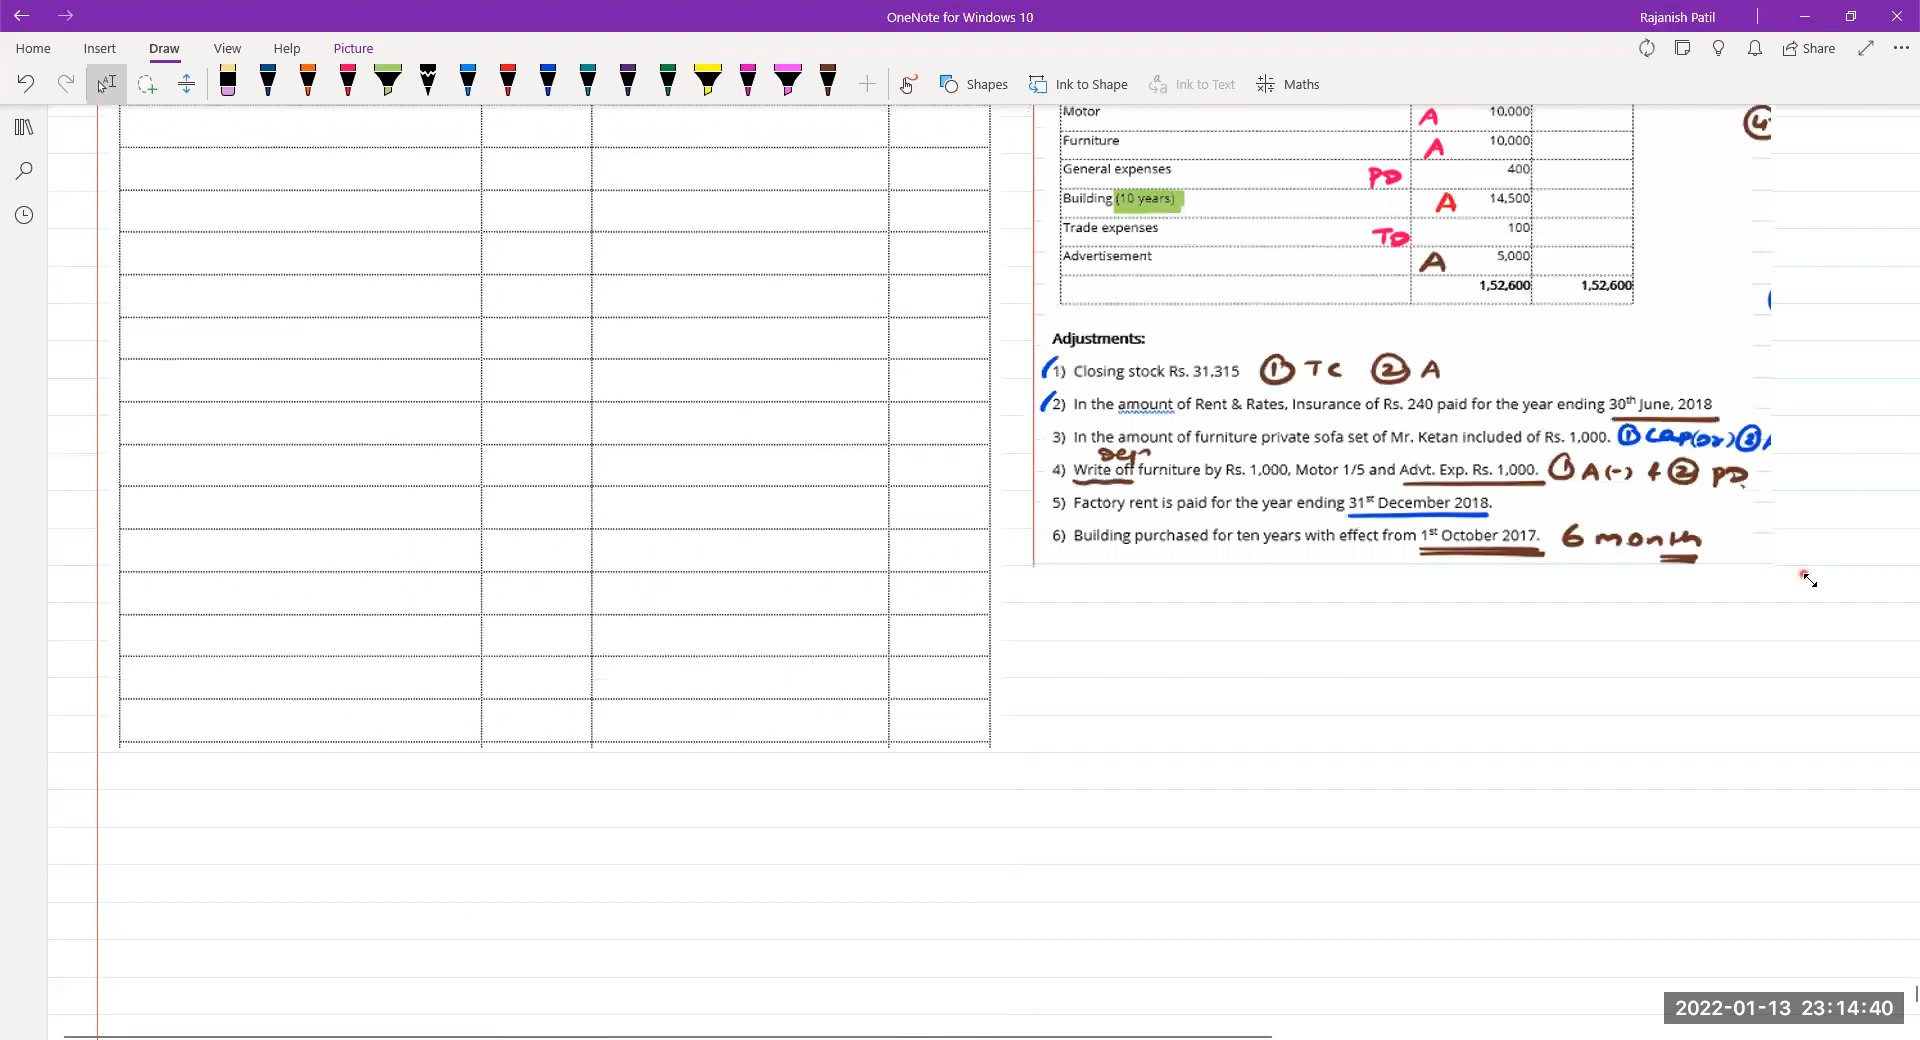 OneNote for Windows 10
Rajanish Patil
Home Insert Draw View Help Picture
Share
Shapes Ink to Shape Ink to Text Maths
Motor A 10,000
Furniture A 10,000
General expenses PD 400
Building (10 years) A 14,500
Trade expenses TD 100
Advertisement A 5,000
1,52,600 1,52,600
4
Adjustments:
1) Closing stock Rs. 31,315 ① TC ② A
2) In the amount of Rent & Rates, Insurance of Rs. 240 paid for the year ending 30th June, 2018
3) In the amount of furniture private sofa set of Mr. Ketan included of Rs. 1,000. ① Cap(Dr) ②
Dep
4) Write off furniture by Rs. 1,000, Motor 1/5 and Advt. Exp. Rs. 1,000. ① A (-) & ② PD
5) Factory rent is paid for the year ending 31st December 2018.
6) Building purchased for ten years with effect from 1st October 2017. 6 month
2022-01-13 23:14:40